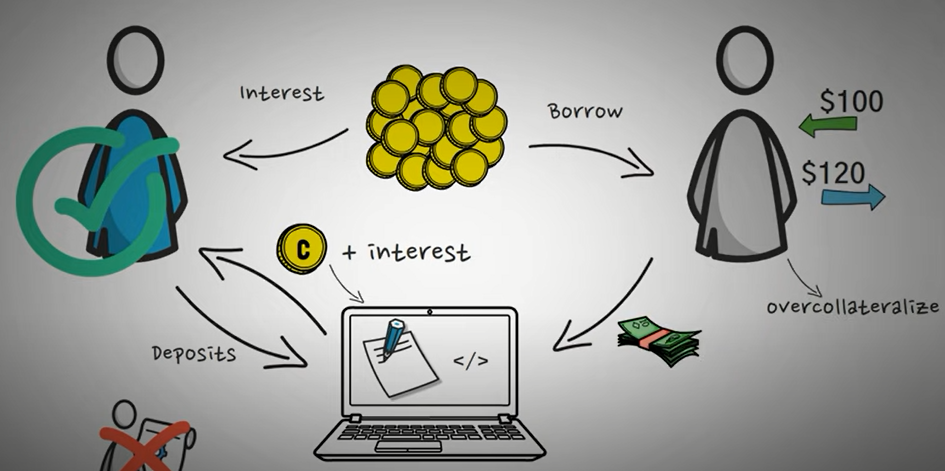 Interest
Borrow
$100
$120
C + interest
overcollateralize
Deposits
</>